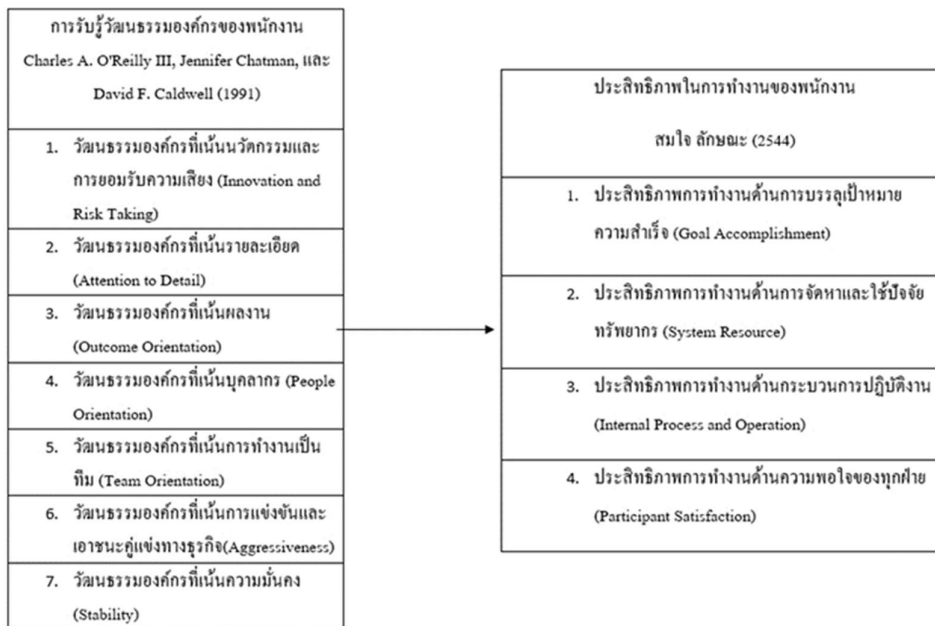 การรับรู้วัฒนธรรมองค์กรของพนักงาน
Charles A. O'Reilly III, Jennifer Chatman, และ
David F. Caldwell (1991)
1. วัฒนธรรมองค์กรที่เน้นนวัตกรรมและ
การยอมรับความเสี่ยง (Innovation and
Risk Taking)
2. วัฒนธรรมองค์กรที่เน้นรายละเอียด
(Attention to Detail)
3. วัฒนธรรมองค์กรที่เน้นผลงาน
(Outcome Orientation)
4. วัฒนธรรมองค์กรที่เน้นบุคลากร (People
Orientation)
5. วัฒนธรรมองค์กรที่เน้นการทำงานเป็น
ทีม (Team Orientation)
6. วัฒนธรรมองค์กรที่เน้นการแข่งขันและ
เอาชนะคู่แข่งทางธุรกิจ(Aggressiveness)
7. วัฒนธรรมองค์กรที่เน้นความมั่นคง
(Stability)
ประสิทธิภาพในการทำงานของพนักงาน
สมใจ ลักษณะ (2544)
1. ประสิทธิภาพการทำงานด้านการบรรลุเป้าหมาย
ความสำเร็จ (Goal Accomplishment)
2. ประสิทธิภาพการทำงานด้านการจัดหาและใช้ปัจจัย
ทรัพยากร (System Resource)
3. ประสิทธิภาพการทำงานด้านกระบวนการปฏิบัติงาน
(Internal Process and Operation)
4. ประสิทธิภาพการทำงานด้านความพอใจของทุกฝ่าย
(Participant Satisfaction)